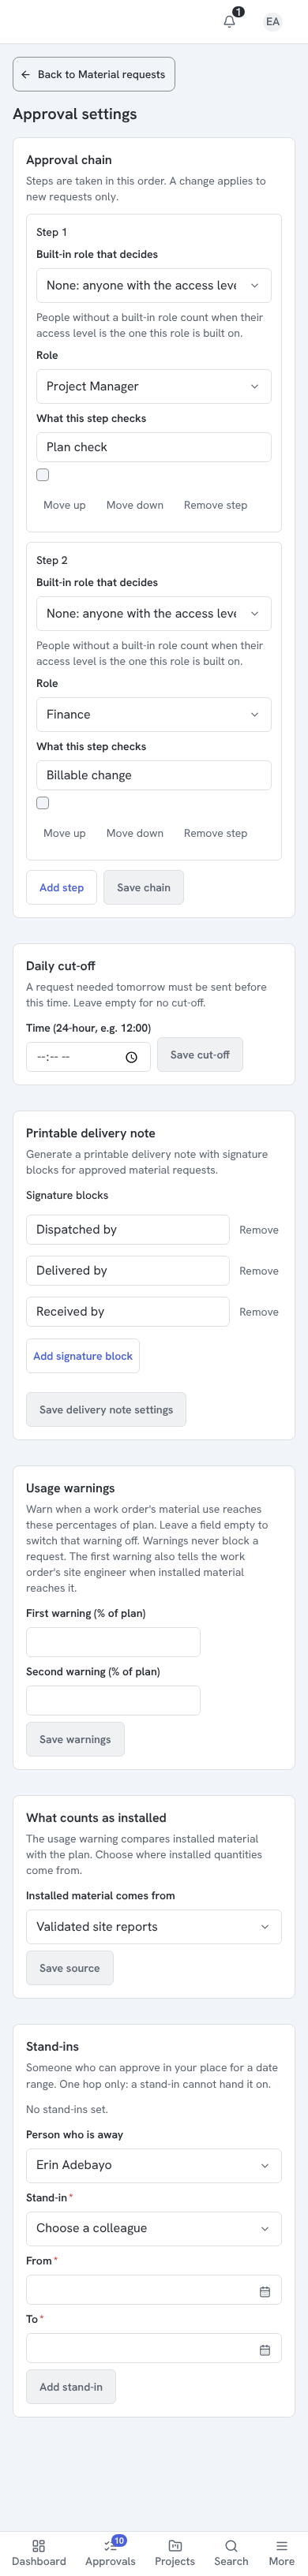 1
EA
Back to Material requests
Approval settings
Approval chain
Steps are taken in this order. A change applies to
new requests only.
Step 1
Built-in role that decides
None: anyone with the access leve
People without a built-in role count when their
access level is the one this role is built on.
Role
Project Manager
What this step checks
Plan check
Move up Move down Remove step
Step 2
Built-in role that decides
None: anyone with the access leve
People without a built-in role count when their
access level is the one this role is built on.
Role
Finance
What this step checks
Billable change
Move up Move down Remove step
Add step Save chain
Daily cut-off
A request needed tomorrow must be sent before
this time. Leave empty for no cut-off.
Time (24-hour, e.g. 12:00)
--:-- -- Save cut-off
Printable delivery note
Generate a printable delivery note with signature
blocks for approved material requests.
Signature blocks
Dispatched by Remove
Delivered by Remove
Received by Remove
Add signature block
Save delivery note settings
Usage warnings
Warn when a work order's material use reaches
these percentages of plan. Leave a field empty to
switch that warning off. Warnings never block a
request. The first warning also tells the work
order's site engineer when installed material
reaches it.
First warning (% of plan)
Second warning (% of plan)
Save warnings
What counts as installed
The usage warning compares installed material
with the plan. Choose where installed quantities
come from.
Installed material comes from
Validated site reports
Save source
Stand-ins
Someone who can approve in your place for a date
range. One hop only: a stand-in cannot hand it on.
No stand-ins set.
Person who is away
Erin Adebayo
Stand-in *
Choose a colleague
From *
To *
Add stand-in
10
Dashboard Approvals Projects Search More